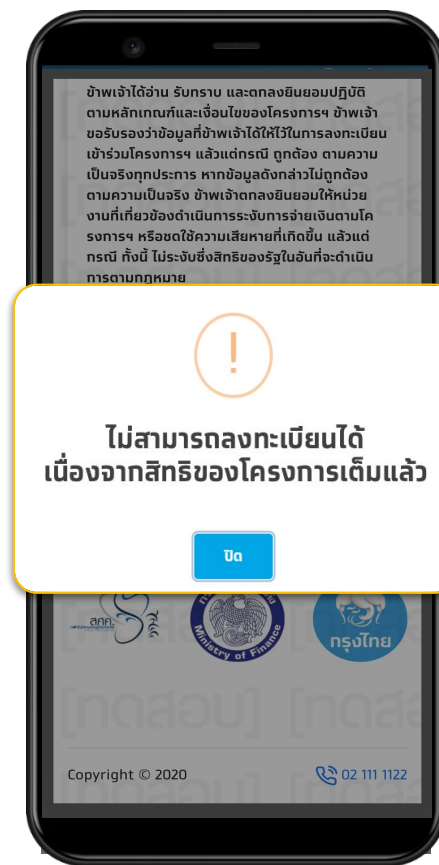 ข้าพเจ้าได้อ่าน รับทราบ และตกลงยินยอมปฏิบัติ
ตามหลักเกณฑ์และเงื่อนไขของโครงการฯ ข้าพเจ้า
ขอรับรองว่าข้อมูลที่ข้าพเจ้าได้ให้ไว้ในการลงทะเบียน
เข้าร่วมโครงการฯ แล้วแต่กรณี ถูกต้อง ตามความ
เป็นจริงทุกประการ หากข้อมูลดังกล่าวไม่ถูกต้อง
ตามความเป็นจริง ข้าพเจ้าตกลงยินยอมให้หน่วย
งานที่เกี่ยวข้องดำเนินการระงับการจ่ายเงินตามโค
รงการฯ หรือชดใช้ความเสียหายที่เกิดขึ้น แล้วแต่
กรณี ทั้งนี้ ไม่ระงับซึ่งสิทธิของรัฐในอันที่จะดำเนิน
การตามกฎหมาย
!
ไม่สามารถลงทะเบียนได้
เนื่องจากสิทธิของโครงการเต็มแล้ว
ปิด
สศค.
Ministry of Finance
กรุงไทย
[ทดสอบ] [ทดสอ
Copyright © 2020
02 111 1122